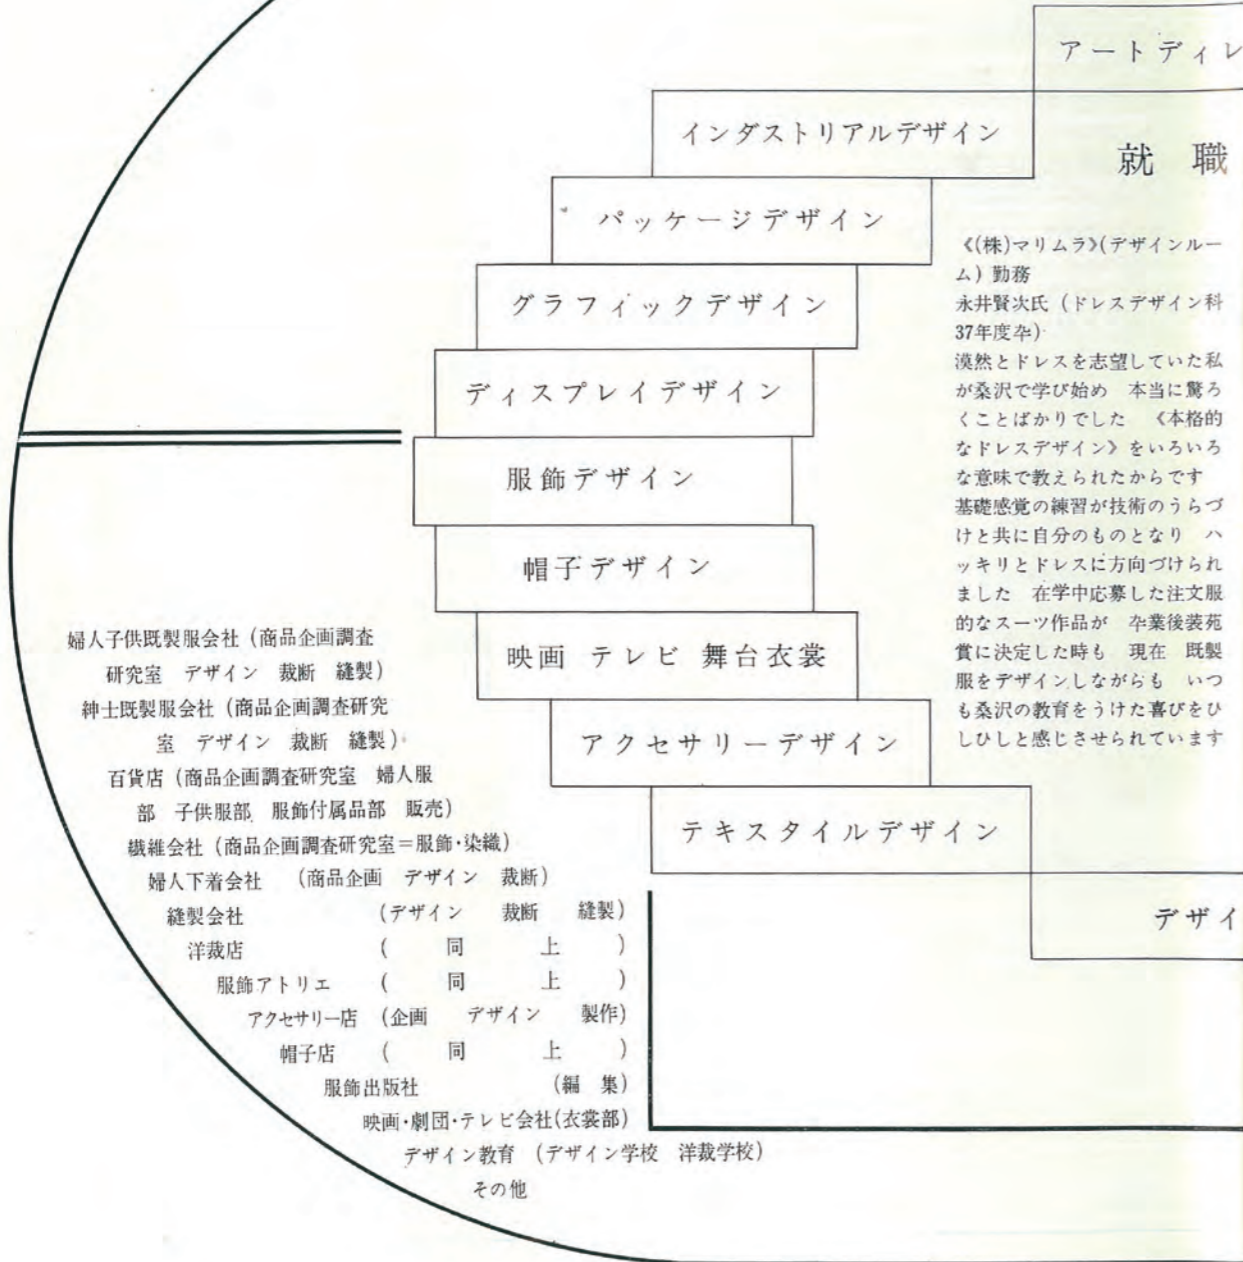 アートディレ
インダストリアルデザイン
パッケージデザイン
グラフィックデザイン
ディスプレイデザイン
服飾デザイン
帽子デザイン
映画 テレビ 舞台衣裳
アクセサリーデザイン
テキスタイルデザイン
デザイ
就 職
《(株)マリムラ》(デザインルー
ム) 勤務
永井賢次氏 (ドレスデザイン科
37年度卒)
漠然とドレスを志望していた私
が桑沢で学び始め 本当に驚ろ
くことばかりでした 《本格的
なドレスデザイン》をいろいろ
な意味で教えられたからです
基礎感覚の練習が技術のうらづ
けと共に自分のものとなり ハ
ッキリとドレスに方向づけられ
ました 在学中応募した注文服
的なスーツ作品が 卒業後装苑
賞に決定した時も 現在 既製
服をデザインしながらも いつ
も桑沢の教育をうけた喜びをひ
しひしと感じさせられています
婦人子供既製服会社 (商品企画調査
研究室 デザイン 裁断 縫製)
紳士既製服会社 (商品企画調査研究
室 デザイン 裁断 縫製)
百貨店 (商品企画調査研究室 婦人服
部 子供服部 服飾付属品部 販売)
繊維会社 (商品企画調査研究室=服飾・染織)
婦人下着会社 (商品企画 デザイン 裁断)
縫製会社 (デザイン 裁断 縫製)
洋裁店 ( 同 上 )
服飾アトリエ ( 同 上 )
アクセサリー店 (企画 デザイン 製作)
帽子店 ( 同 上 )
服飾出版社 (編 集)
映画・劇団・テレビ会社(衣裳部)
デザイン教育 (デザイン学校 洋裁学校)
その他